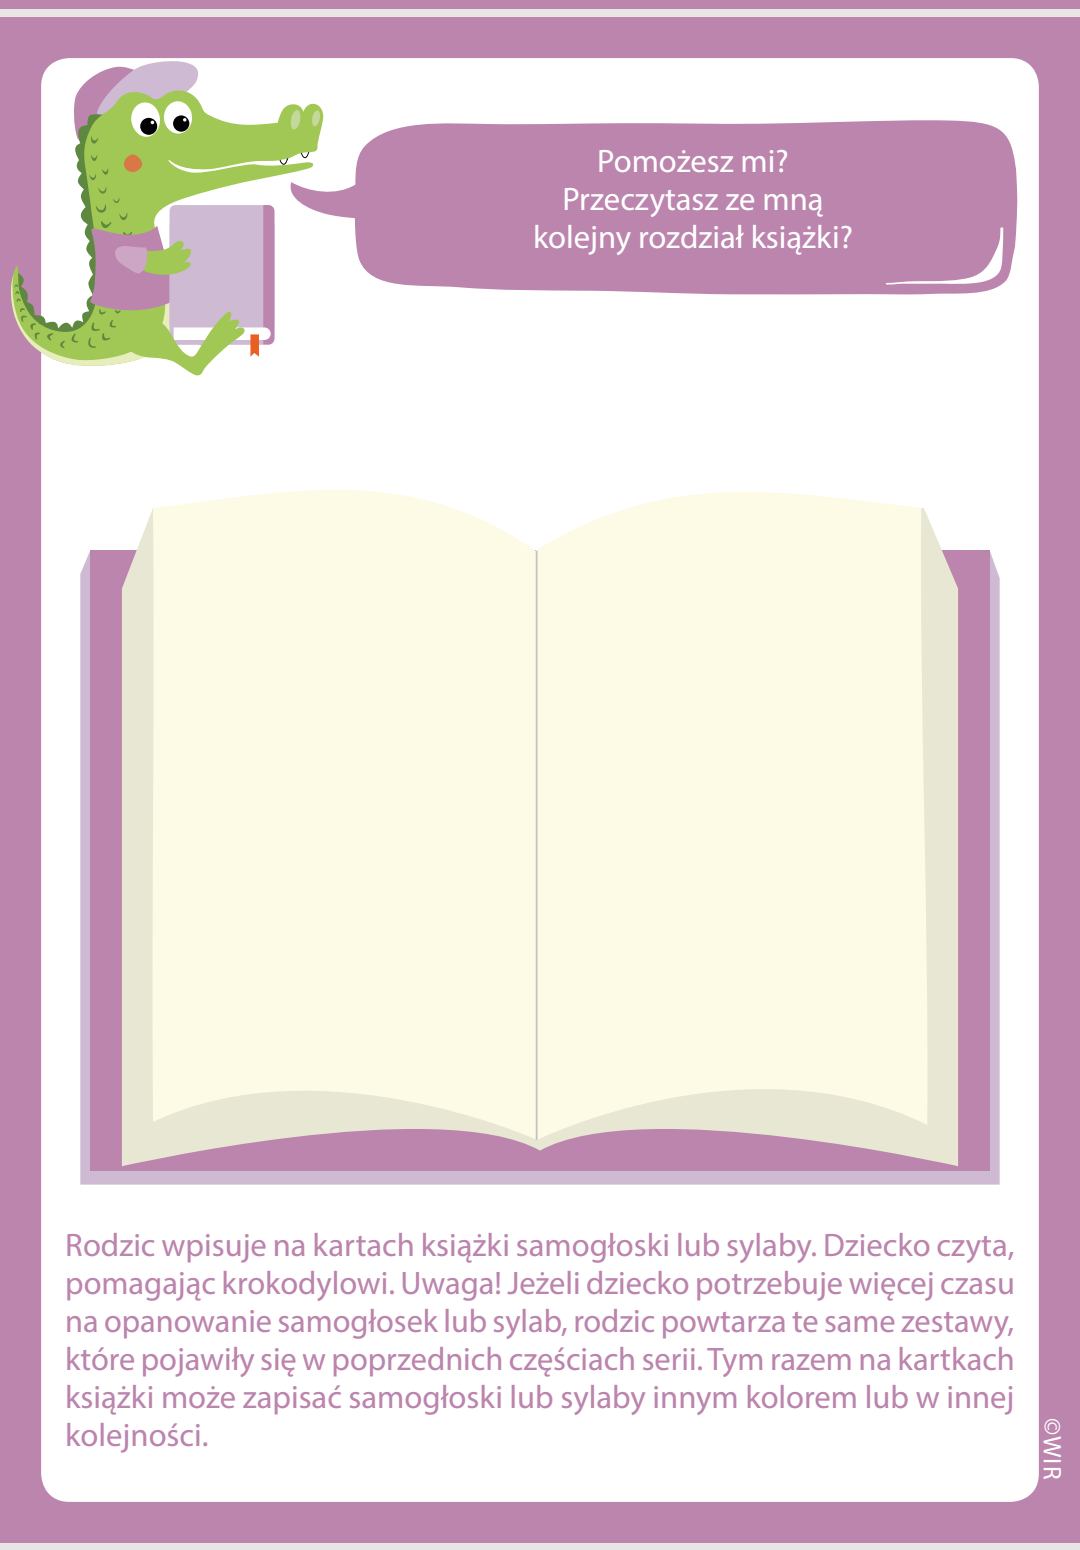 Pomożesz mi?
Przeczytasz ze mną
kolejny rozdział książki?
Rodzic wpisuje na kartach książki samogłoski lub sylaby. Dziecko czyta,
pomagając krokodylowi. Uwaga! Jeżeli dziecko potrzebuje więcej czasu
na opanowanie samogłosek lub sylab, rodzic powtarza te same zestawy,
które pojawiły się w poprzednich częściach serii. Tym razem na kartkach
książki może zapisać samogłoski lub sylaby innym kolorem lub w innej
kolejności.
©WIR